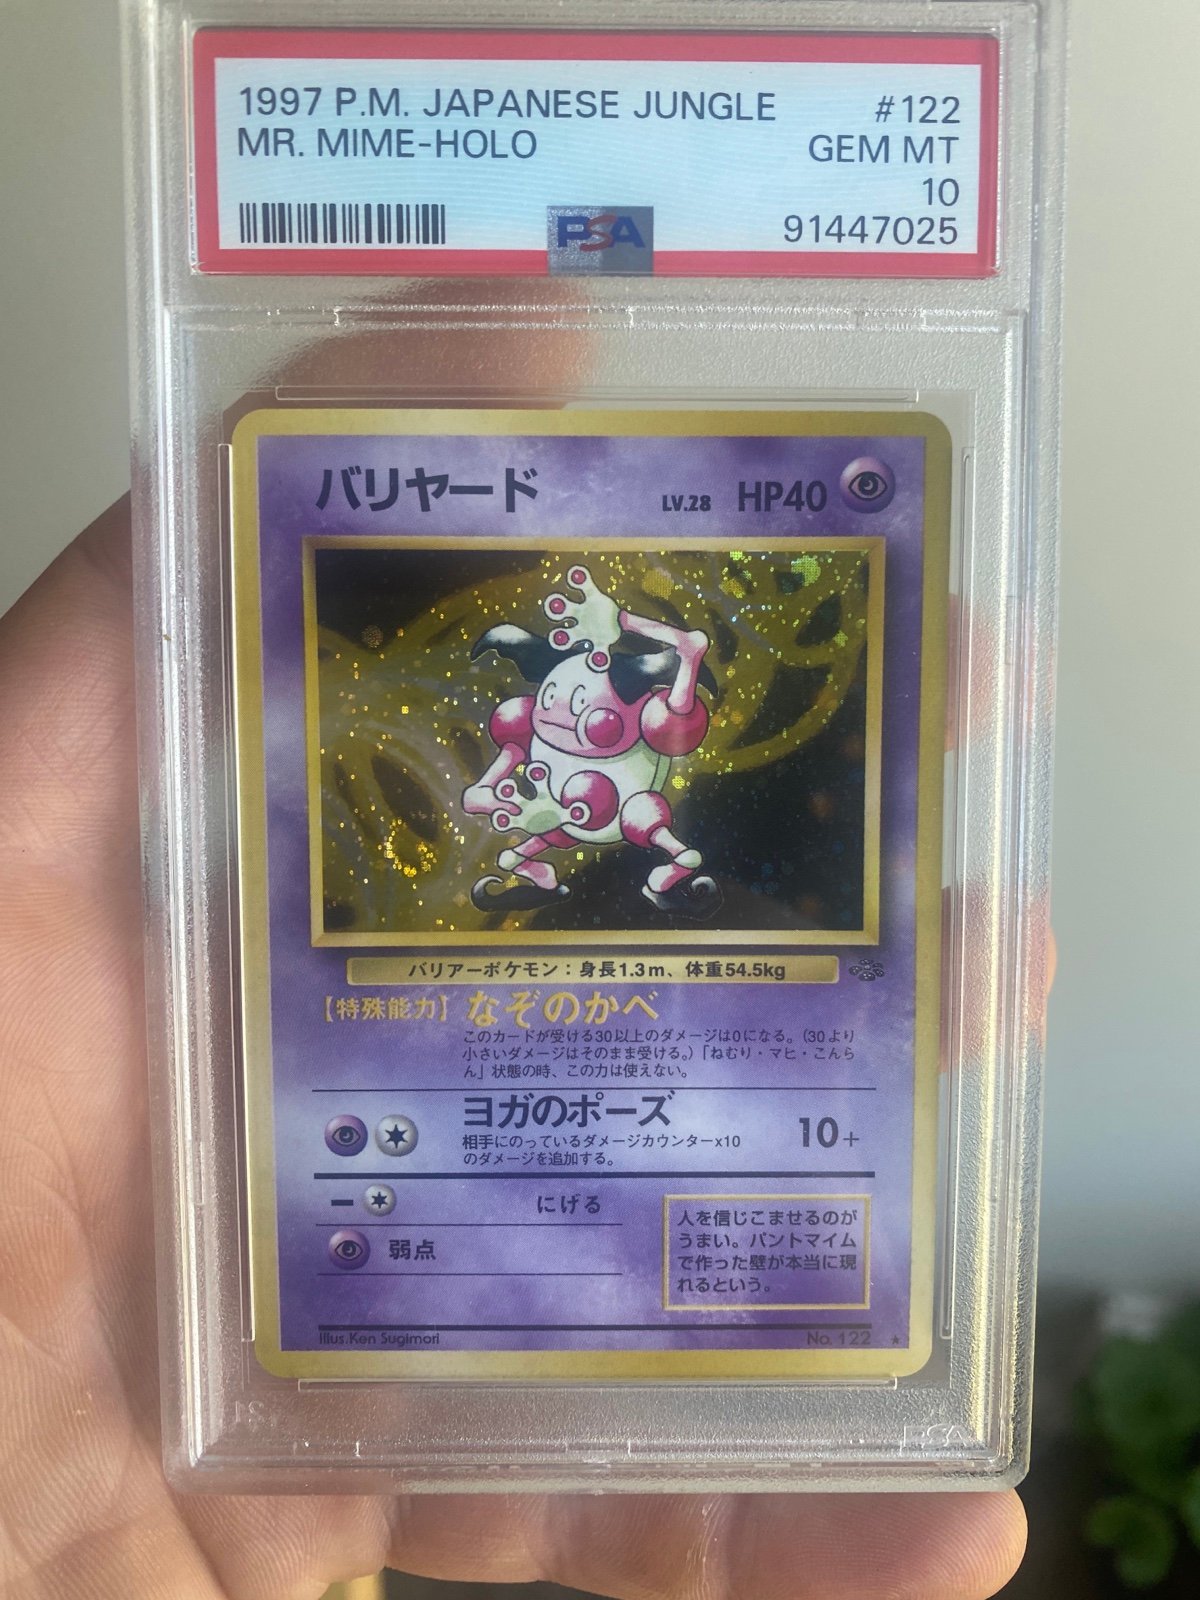 1997 P.M. JAPANESE JUNGLE #122
MR. MIME-HOLO GEM MT
10
PSA 91447025
バリヤード LV.28 HP40
バリアーポケモン：身長1.3m、体重54.5kg
【特殊能力】なぞのかべ
このカードが受ける30以上のダメージは0になる。（30より
小さいダメージはそのまま受ける。）「ねむり・マヒ・こんら
ん」状態の時、この力は使えない。
ヨガのポーズ 10+
相手にのっているダメージカウンター×10
のダメージを追加する。
にげる
弱点
人を信じこませるのが
うまい。パントマイム
で作った壁が本当に現
れるという。
Illus.Ken Sugimori No. 122 ★
PSA